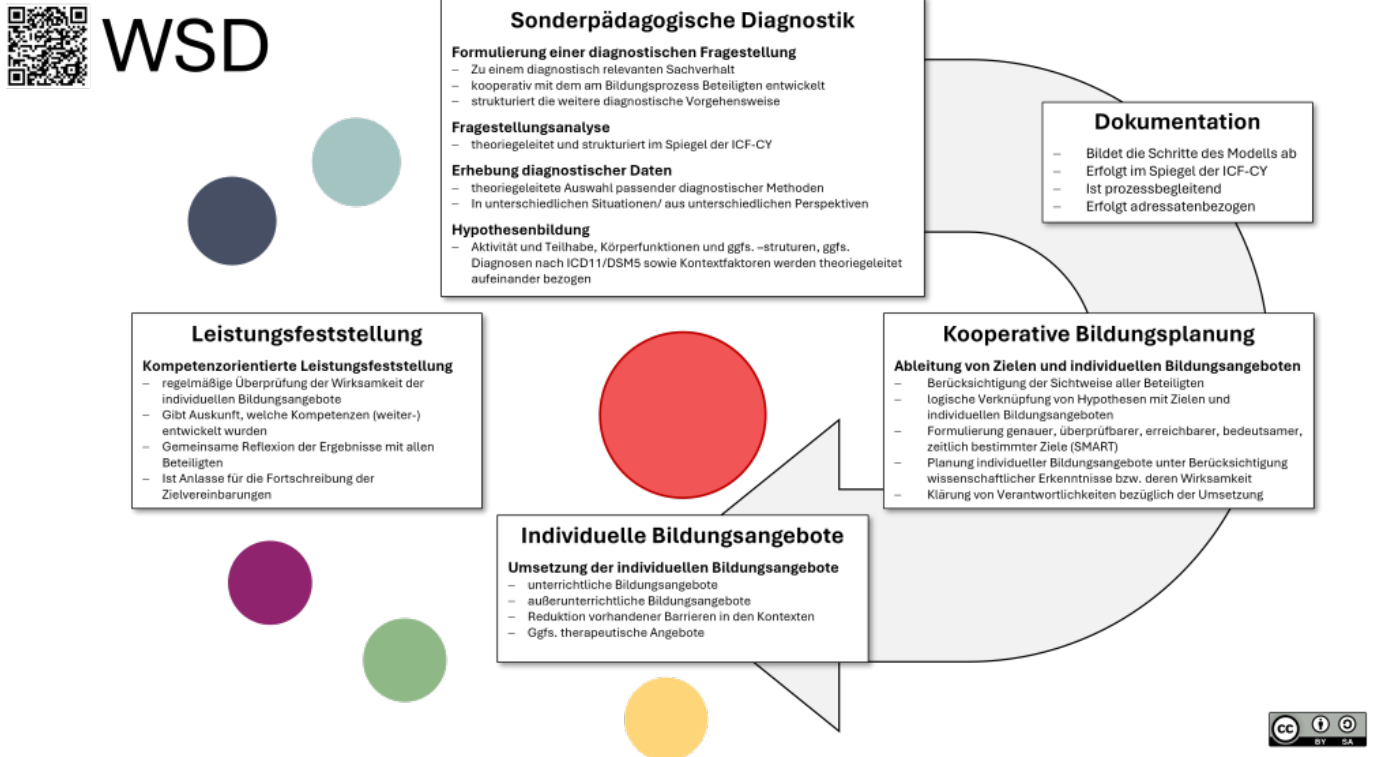 WSD
Sonderpädagogische Diagnostik
Formulierung einer diagnostischen Fragestellung
– Zu einem diagnostisch relevanten Sachverhalt
– kooperativ mit dem am Bildungsprozess Beteiligten entwickelt
– strukturiert die weitere diagnostische Vorgehensweise
Fragestellungsanalyse
– theoriegeleitet und strukturiert im Spiegel der ICF-CY
Erhebung diagnostischer Daten
– theoriegeleitete Auswahl passender diagnostischer Methoden
– In unterschiedlichen Situationen/ aus unterschiedlichen Perspektiven
Hypothesenbildung
– Aktivität und Teilhabe, Körperfunktionen und ggfs. –struturen, ggfs.
Diagnosen nach ICD11/DSM5 sowie Kontextfaktoren werden theoriegeleitet
aufeinander bezogen
Dokumentation
– Bildet die Schritte des Modells ab
– Erfolgt im Spiegel der ICF-CY
– Ist prozessbegleitend
– Erfolgt adressatenbezogen
Leistungsfeststellung
Kompetenzorientierte Leistungsfeststellung
– regelmäßige Überprüfung der Wirksamkeit der
individuellen Bildungsangebote
– Gibt Auskunft, welche Kompetenzen (weiter-)
entwickelt wurden
– Gemeinsame Reflexion der Ergebnisse mit allen
Beteiligten
– Ist Anlasse für die Fortschreibung der
Zielvereinbarungen
Kooperative Bildungsplanung
Ableitung von Zielen und individuellen Bildungsangeboten
– Berücksichtigung der Sichtweise aller Beteiligten
– logische Verknüpfung von Hypothesen mit Zielen und
individuellen Bildungsangeboten
– Formulierung genauer, überprüfbarer, erreichbarer, bedeutsamer,
zeitlich bestimmter Ziele (SMART)
– Planung individueller Bildungsangebote unter Berücksichtigung
wissenschaftlicher Erkenntnisse bzw. deren Wirksamkeit
– Klärung von Verantwortlichkeiten bezüglich der Umsetzung
Individuelle Bildungsangebote
Umsetzung der individuellen Bildungsangebote
– unterrichtliche Bildungsangebote
– außerunterrichtliche Bildungsangebote
– Reduktion vorhandener Barrieren in den Kontexten
– Ggfs. therapeutische Angebote
cc
BY SA